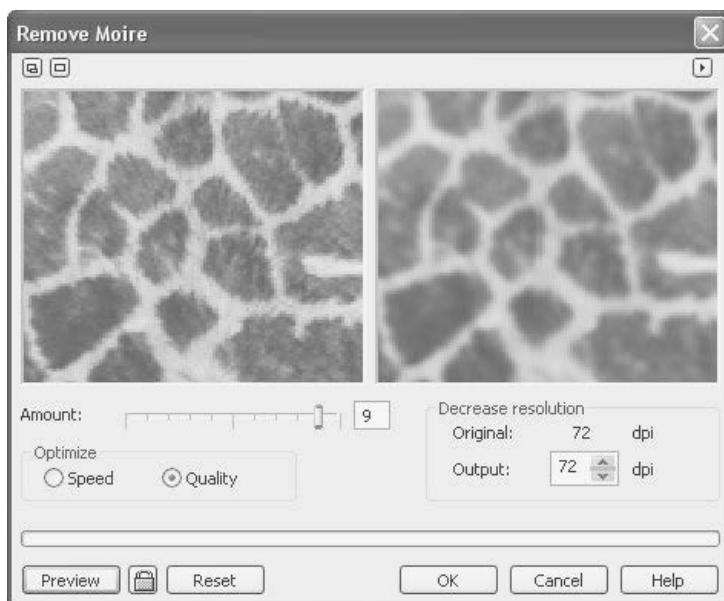 Remove Moire
Amount: 9
Optimize
Speed Quality
Decrease resolution
Original: 72 dpi
Output: 72 dpi
Preview Reset OK Cancel Help